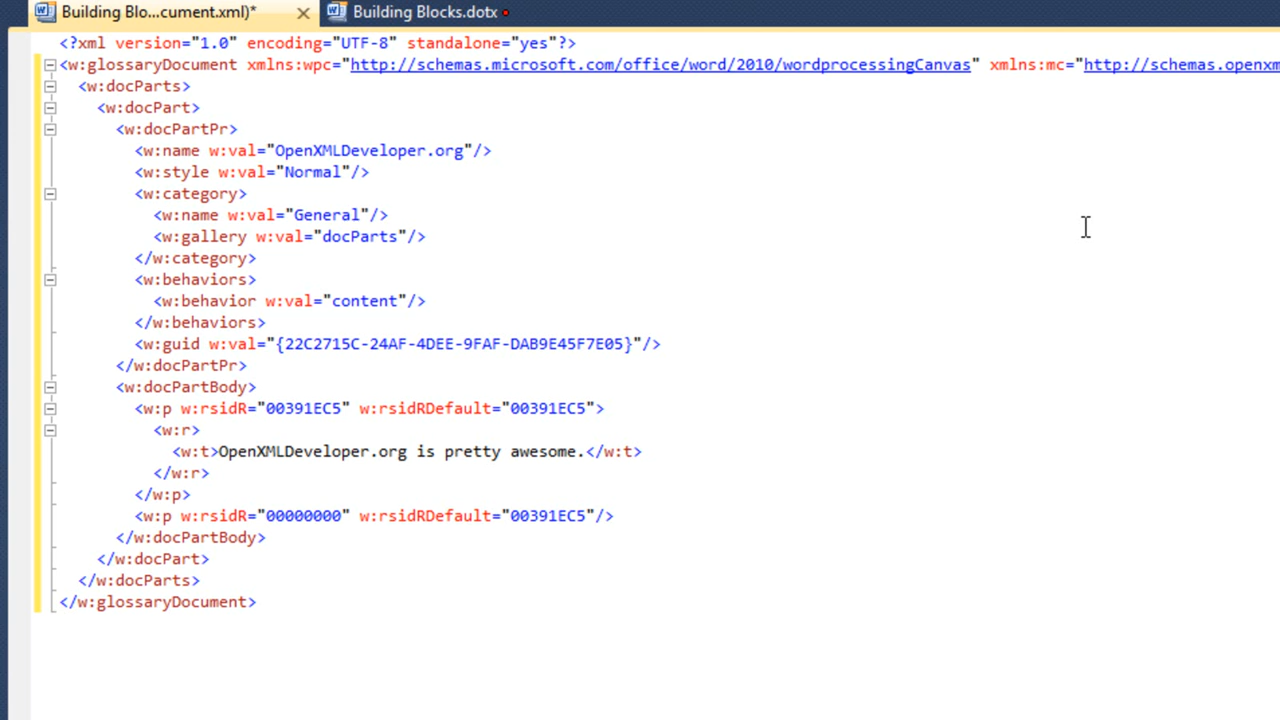 Building Blo...cument.xml)* Building Blocks.dotx
<?xml version="1.0" encoding="UTF-8" standalone="yes"?>
<w:glossaryDocument xmlns:wpc="http://schemas.microsoft.com/office/word/2010/wordprocessingCanvas" xmlns:mc="http://schemas.openxm
<w:docParts>
<w:docPart>
<w:docPartPr>
<w:name w:val="OpenXMLDeveloper.org"/>
<w:style w:val="Normal"/>
<w:category>
<w:name w:val="General"/>
<w:gallery w:val="docParts"/>
</w:category>
<w:behaviors>
<w:behavior w:val="content"/>
</w:behaviors>
<w:guid w:val="{22C2715C-24AF-4DEE-9FAF-DAB9E45F7E05}"/>
</w:docPartPr>
<w:docPartBody>
<w:p w:rsidR="00391EC5" w:rsidRDefault="00391EC5">
<w:r>
<w:t>OpenXMLDeveloper.org is pretty awesome.</w:t>
</w:r>
</w:p>
<w:p w:rsidR="00000000" w:rsidRDefault="00391EC5"/>
</w:docPartBody>
</w:docPart>
</w:docParts>
</w:glossaryDocument>